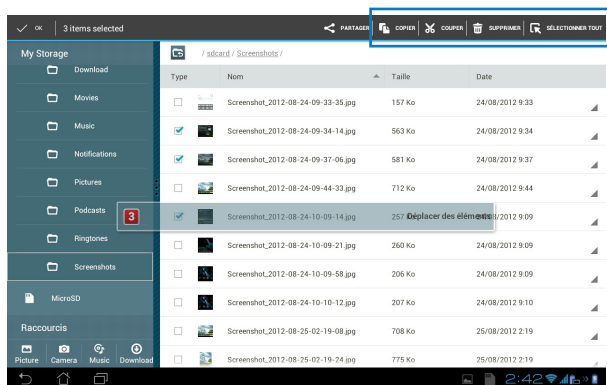 OK 3 items selected PARTAGER COPIER COUPER SUPPRIMER SÉLECTIONNER TOUT
My Storage
Download
Movies
Music
Notifications
Pictures
Podcasts
Ringtones
Screenshots
MicroSD
Raccourcis
Picture Camera Music Download
/ sdcard / Screenshots /
Type Nom Taille Date
Screenshot_2012-08-24-09-33-35.jpg 157 Ko 24/08/2012 9:33
Screenshot_2012-08-24-09-34-14.jpg 563 Ko 24/08/2012 9:34
Screenshot_2012-08-24-09-37-06.jpg 581 Ko 24/08/2012 9:37
Screenshot_2012-08-24-09-44-33.jpg 712 Ko 24/08/2012 9:44
3 Déplacer des éléments
Screenshot_2012-08-24-10-09-14.jpg 257 8/2012 9:09
Screenshot_2012-08-24-10-09-21.jpg 260 Ko 24/08/2012 9:09
Screenshot_2012-08-24-10-09-58.jpg 206 Ko 24/08/2012 9:09
Screenshot_2012-08-24-10-10-12.jpg 207 Ko 24/08/2012 9:10
Screenshot_2012-08-25-02-19-08.jpg 708 Ko 25/08/2012 2:19
Screenshot_2012-08-25-02-19-24.jpg 775 Ko 25/08/2012 2:19
2:42